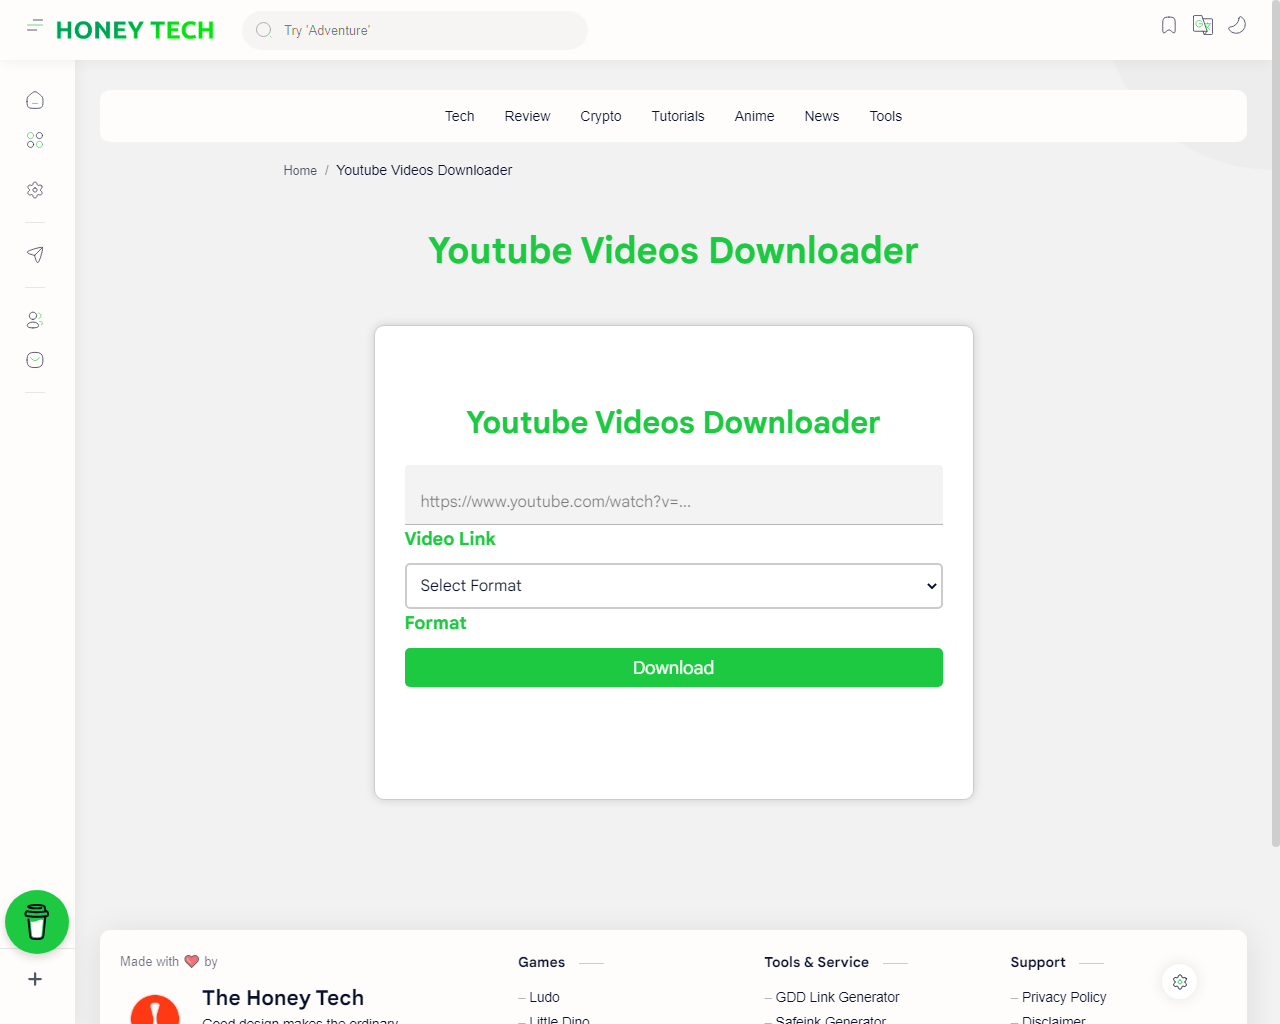 HONEY TECH
Try 'Adventure'
Tech Review Crypto Tutorials Anime News Tools
Home / Youtube Videos Downloader
Youtube Videos Downloader
Youtube Videos Downloader
https://www.youtube.com/watch?v=...
Video Link
Select Format
Format
Download
Made with ❤️ by
The Honey Tech
Good design makes the ordinary
Games
– Ludo
– Little Dino
Tools & Service
– GDD Link Generator
– Safeink Generator
Support
– Privacy Policy
– Disclaimer